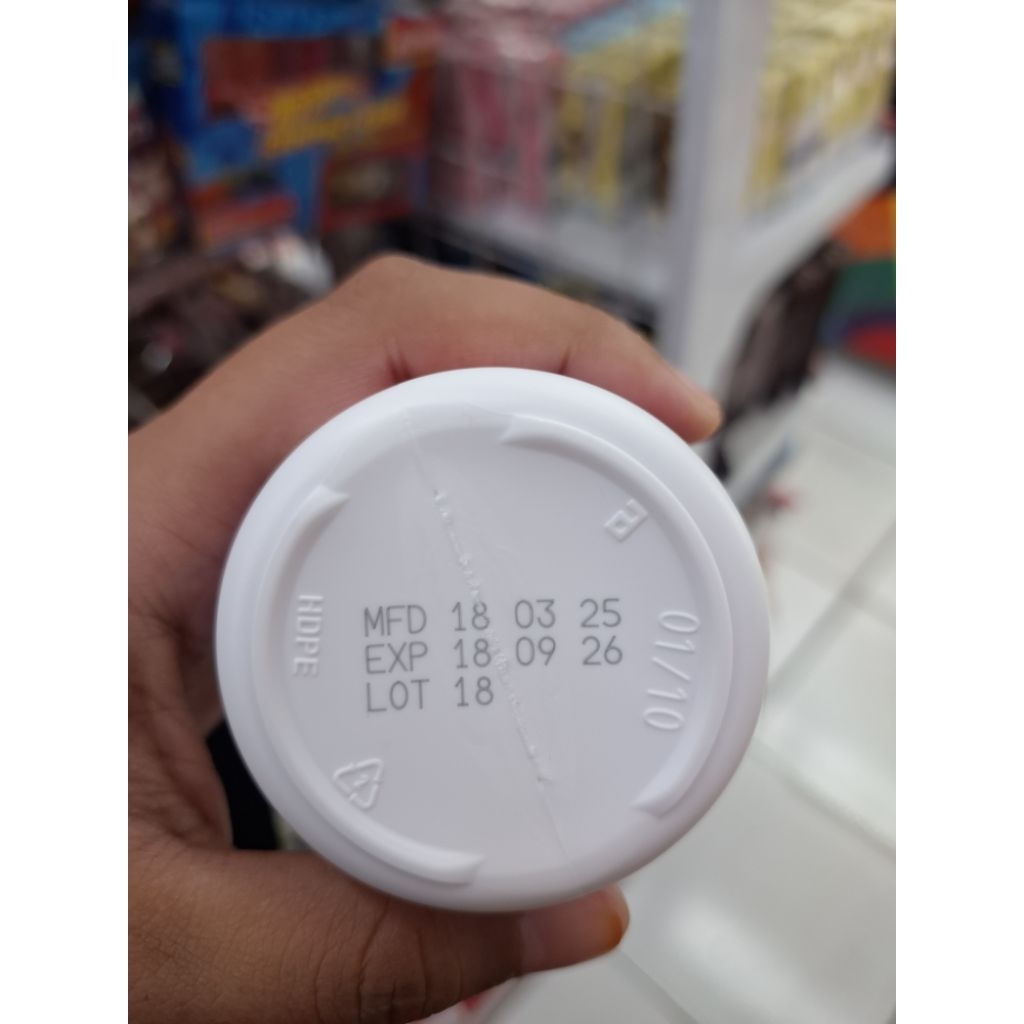 MFD 18 03 25
EXP 18 09 26
LOT 18
HDPE
01/10